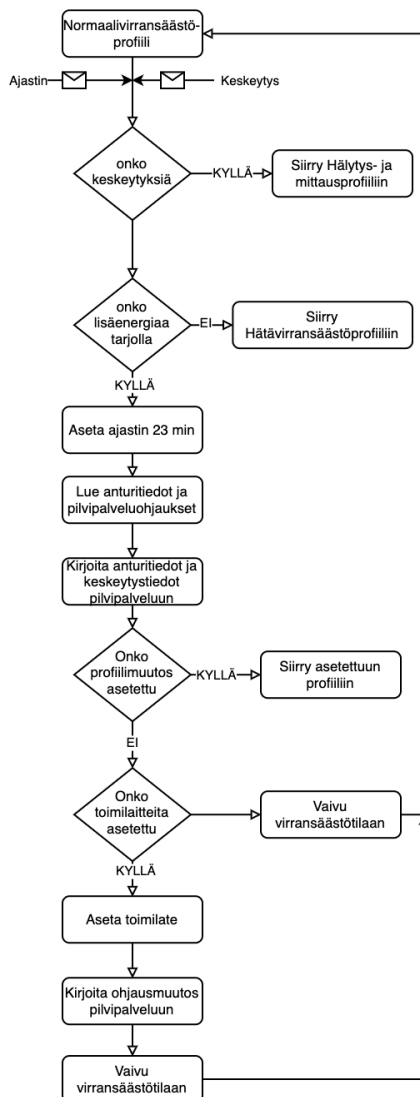 Normaalivirransäästö-
profiili
Ajastin
Keskeytys
onko
keskeytyksiä
KYLLÄ
Siirry Hälytys- ja
mittausprofiiliin
onko
lisäenergiaa
tarjolla
EI
Siirry
Hätävirransäästöprofiiliin
KYLLÄ
Aseta ajastin 23 min
Lue anturitiedot ja
pilvipalveluohjaukset
Kirjoita anturitiedot ja
keskeytystiedot
pilvipalveluun
Onko
profiilimuutos
asetettu
KYLLÄ
Siirry asetettuun
profiiliin
EI
Onko
toimilaitteita
asetettu
Vaivu
virransäästötilaan
KYLLÄ
Aseta toimilate
Kirjoita ohjausmuutos
pilvipalveluun
Vaivu
virransäästötilaan